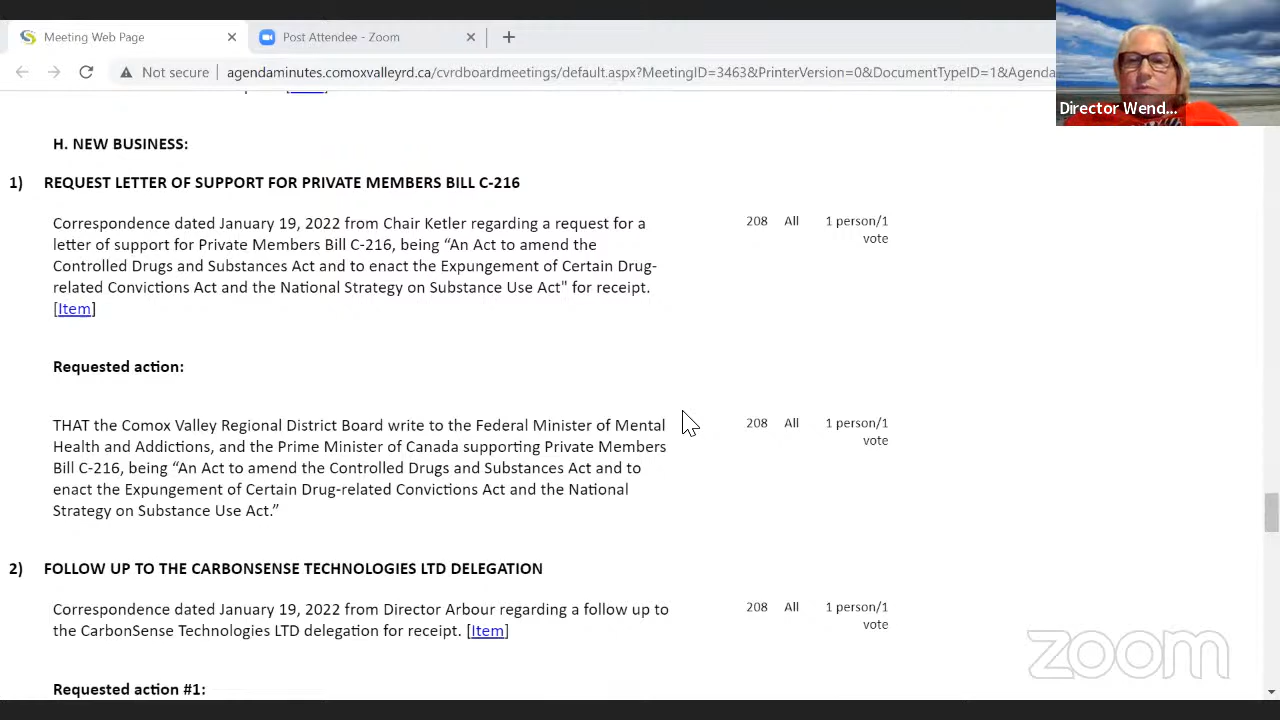 Meeting Web Page
Post Attendee - Zoom
Not secure
agendaminutes.comoxvalleyrd.ca/cvrdboardmeetings/default.aspx?MeetingID=3463&PrinterVersion=0&DocumentTypeID=1&Agenda
Director Wend...
H. NEW BUSINESS:
1) REQUEST LETTER OF SUPPORT FOR PRIVATE MEMBERS BILL C-216
Correspondence dated January 19, 2022 from Chair Ketler regarding a request for a
letter of support for Private Members Bill C-216, being “An Act to amend the
Controlled Drugs and Substances Act and to enact the Expungement of Certain Drug-
related Convictions Act and the National Strategy on Substance Use Act" for receipt.
[Item]
208 All 1 person/1
vote
Requested action:
THAT the Comox Valley Regional District Board write to the Federal Minister of Mental
Health and Addictions, and the Prime Minister of Canada supporting Private Members
Bill C-216, being “An Act to amend the Controlled Drugs and Substances Act and to
enact the Expungement of Certain Drug-related Convictions Act and the National
Strategy on Substance Use Act.”
208 All 1 person/1
vote
2) FOLLOW UP TO THE CARBONSENSE TECHNOLOGIES LTD DELEGATION
Correspondence dated January 19, 2022 from Director Arbour regarding a follow up to
the CarbonSense Technologies LTD delegation for receipt. [Item]
208 All 1 person/1
vote
Requested action #1:
zoom